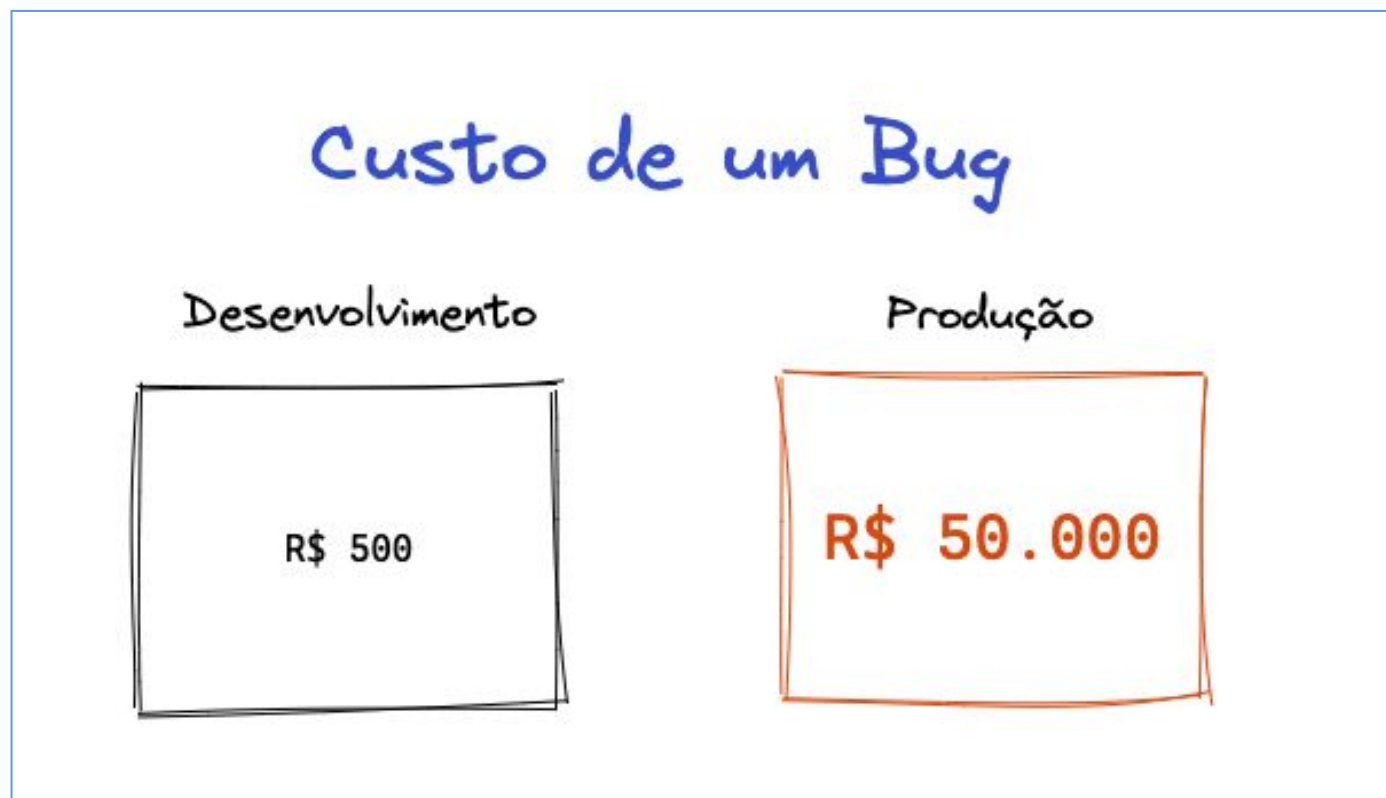 Custo de um Bug
Desenvolvimento
Produção
R$ 500
R$ 50.000